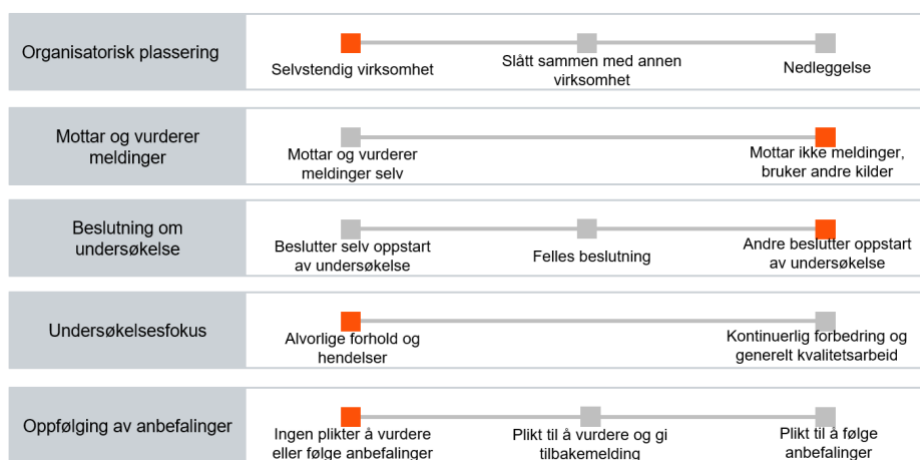 Organisatorisk plassering
Selvstendig virksomhet
Slått sammen med annen
virksomhet
Nedleggelse
Mottar og vurderer
meldinger
Mottar og vurderer
meldinger selv
Mottar ikke meldinger,
bruker andre kilder
Beslutning om
undersøkelse
Beslutter selv oppstart
av undersøkelse
Felles beslutning
Andre beslutter oppstart
av undersøkelse
Undersøkelsesfokus
Alvorlige forhold og
hendelser
Kontinuerlig forbedring og
generelt kvalitetsarbeid
Oppfølging av anbefalinger
Ingen plikter å vurdere
eller følge anbefalinger
Plikt til å vurdere og gi
tilbakemelding
Plikt til å følge
anbefalinger